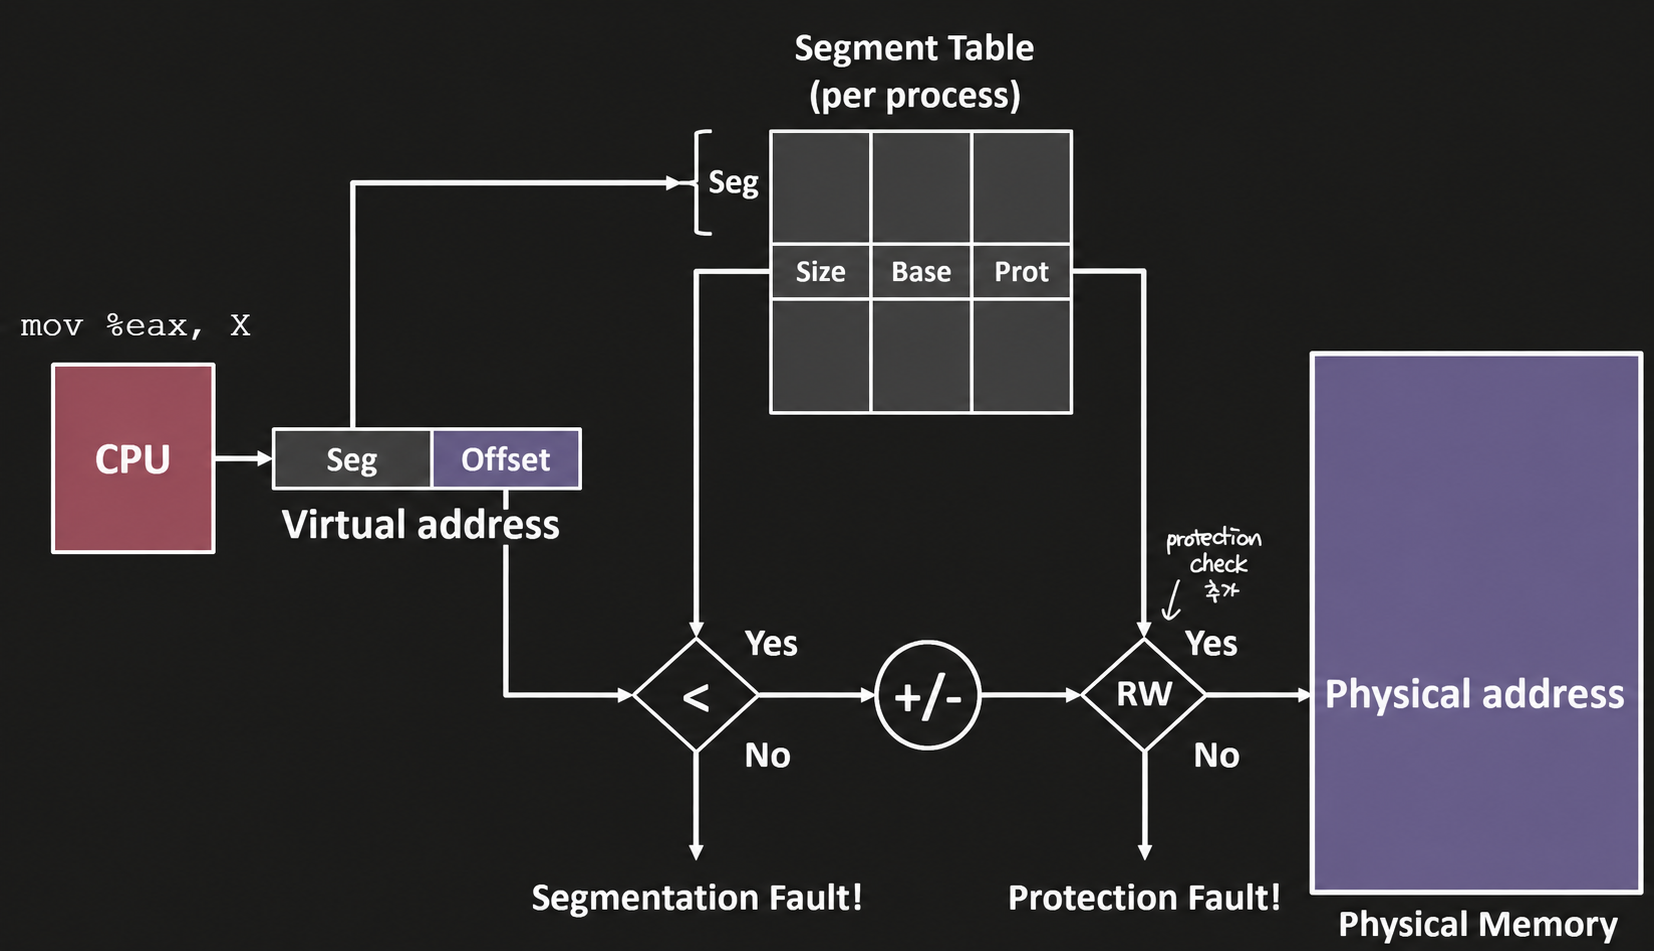 Segment Table
(per process)
Seg
Size Base Prot
mov %eax, X
CPU
Seg Offset
Virtual address
protection
check
추가
Yes
Yes
<
+/-
RW
Physical address
No
No
Segmentation Fault!
Protection Fault!
Physical Memory